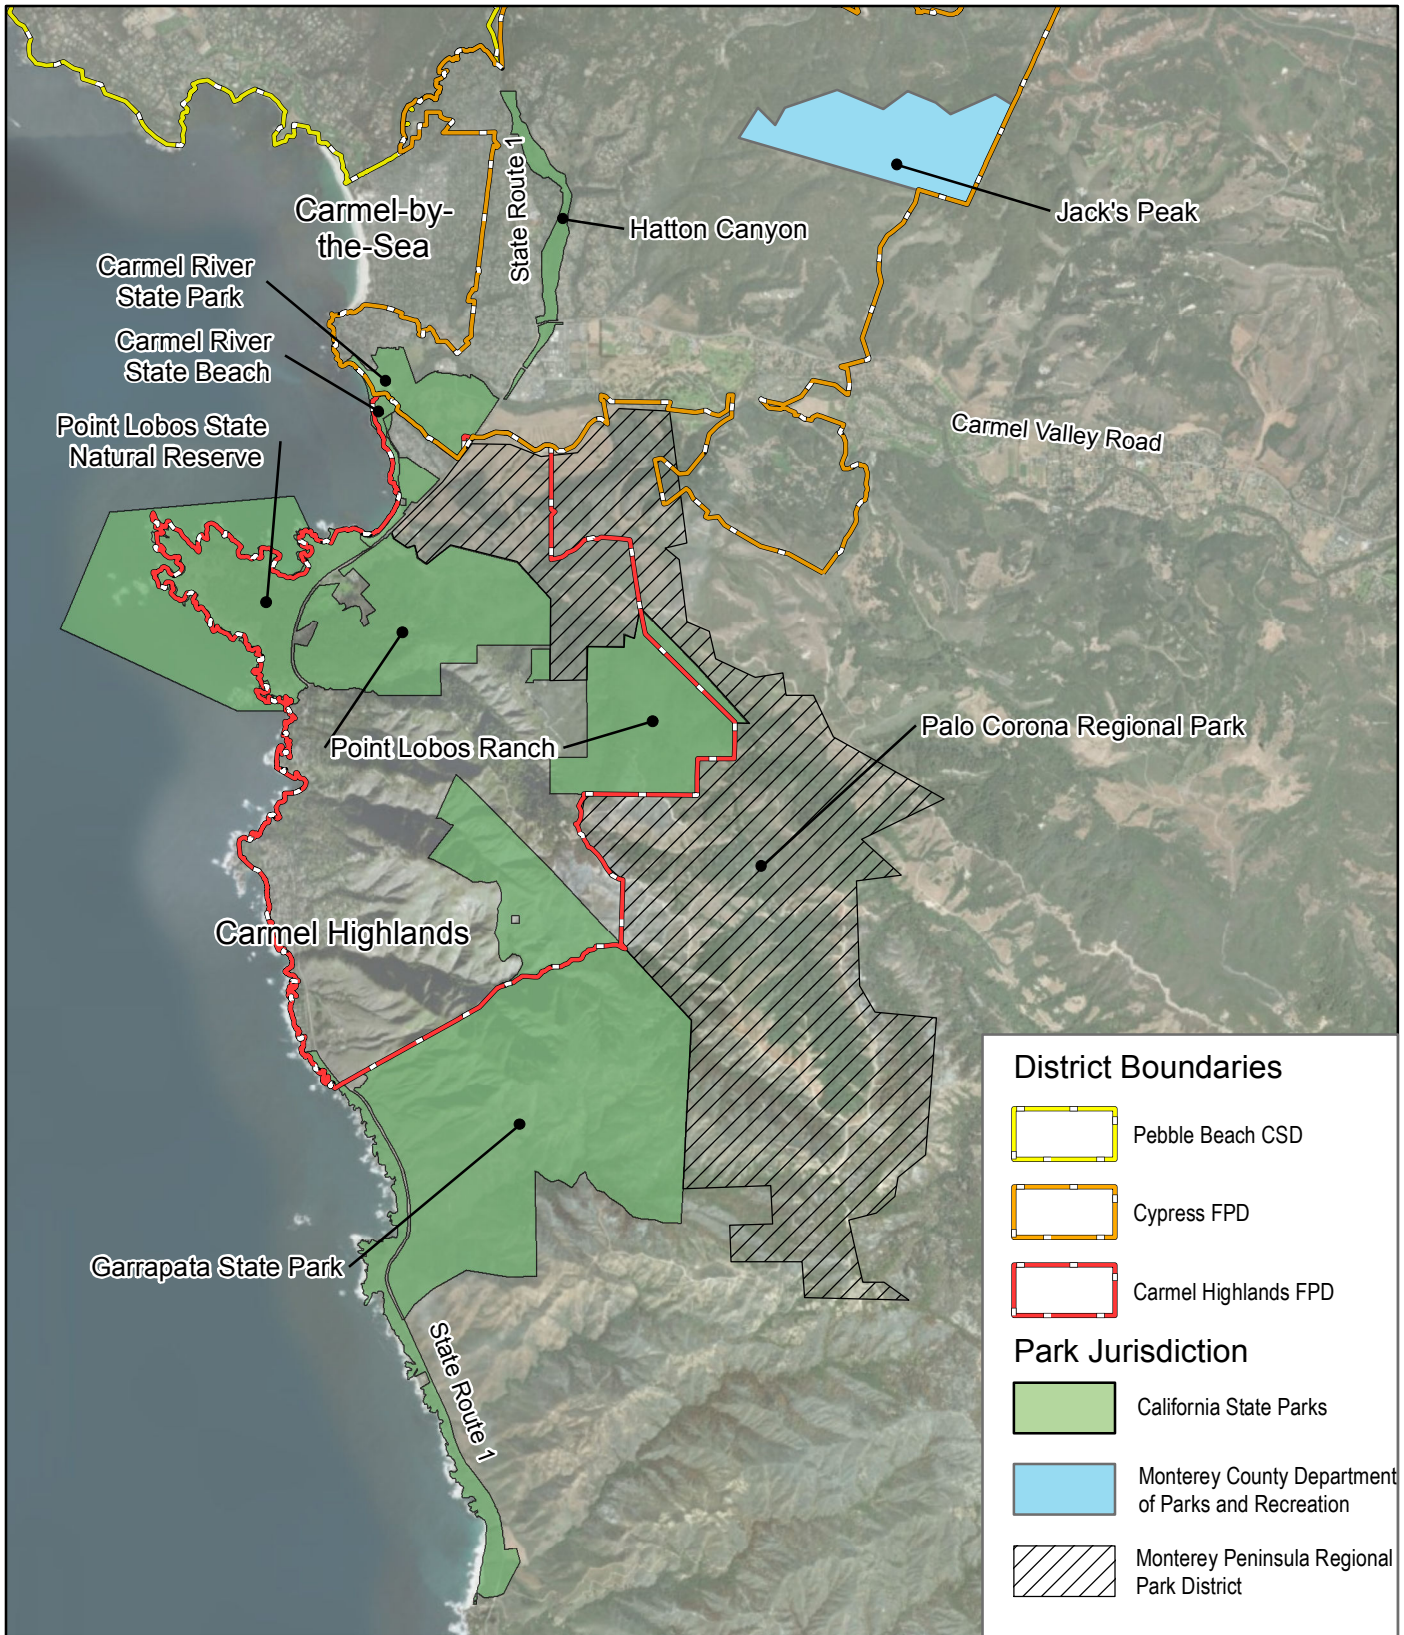 State Route 1
Carmel-by-
the-Sea
Hatton Canyon
Jack's Peak
Carmel River
State Park
Carmel River
State Beach
Point Lobos State
Natural Reserve
Carmel Valley Road
Palo Corona Regional Park
Point Lobos Ranch
Carmel Highlands
Garrapata State Park
State Route 1
District Boundaries
Pebble Beach CSD
Cypress FPD
Carmel Highlands FPD
Park Jurisdiction
California State Parks
Monterey County Department
of Parks and Recreation
Monterey Peninsula Regional
Park District